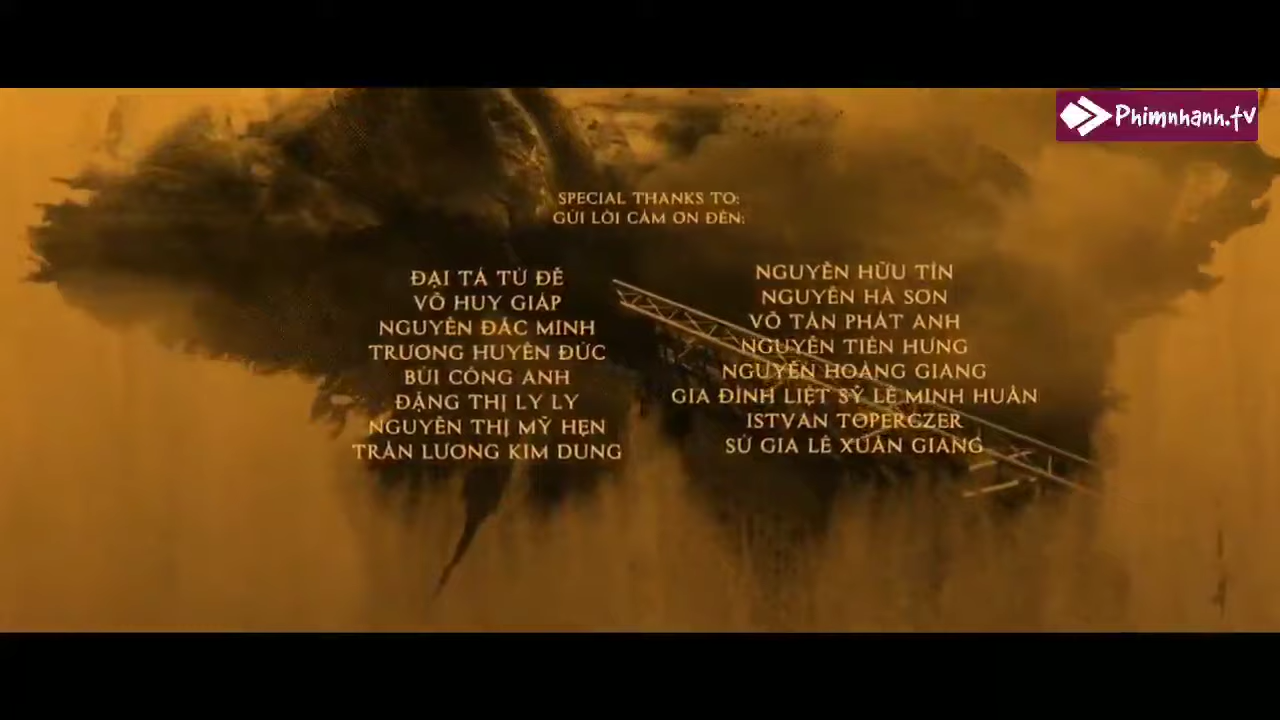 Phimnhanh.tv
SPECIAL THANKS TO:
GỬI LỜI CẢM ƠN ĐẾN:
ĐẠI TÁ TỪ ĐỄ
VÕ HUY GIÁP
NGUYỄN ĐẮC MINH
TRƯƠNG HUYỀN ĐỨC
BÙI CÔNG ANH
ĐẶNG THỊ LY LY
NGUYỄN THỊ MỸ HẸN
TRẦN LƯƠNG KIM DUNG
NGUYỄN HỮU TÍN
NGUYỄN HÀ SƠN
VÕ TẤN PHÁT ANH
NGUYỄN TIẾN HƯNG
NGUYỄN HOÀNG GIANG
GIA ĐÌNH LIỆT SỸ LÊ MINH HUÂN
ISTVAN TOPERCZER
SỬ GIA LÊ XUÂN GIANG